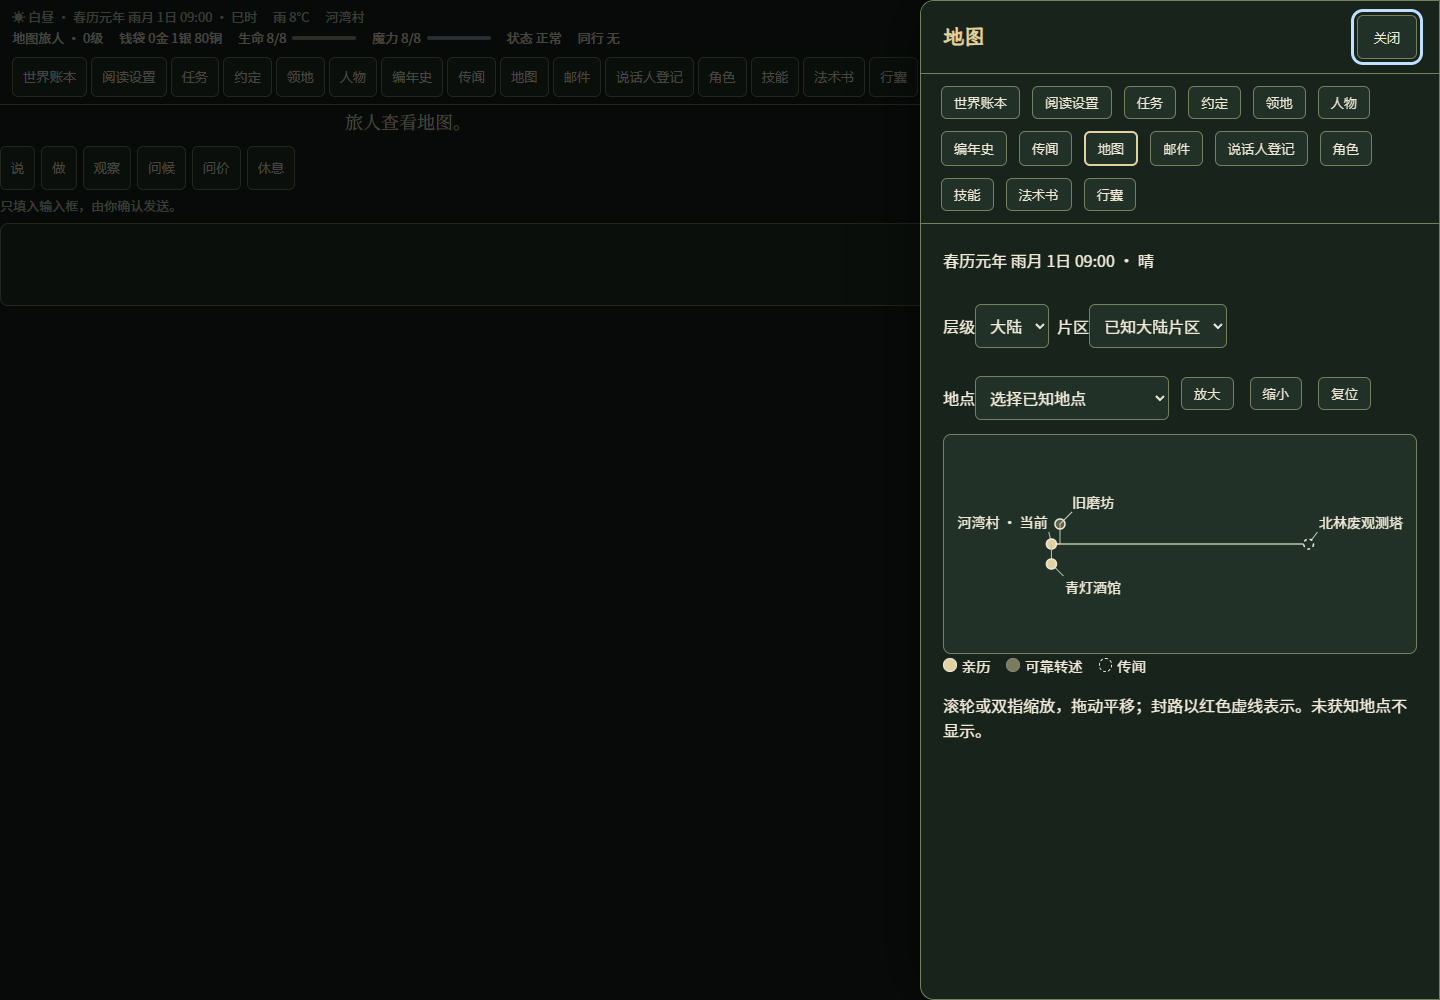 白昼 · 春历元年 雨月 1日 09:00 · 巳时 雨 8°C 河湾村
地图旅人 · 0级 钱袋 0金 1银 80铜 生命 8/8 魔力 8/8 状态 正常 同行 无
世界账本 阅读设置 任务 约定 领地 人物 编年史 传闻 地图 邮件 说话人登记 角色 技能 法术书 行囊
旅人查看地图。
说 做 观察 问候 问价 休息
只填入输入框，由你确认发送。
地图 关闭
世界账本 阅读设置 任务 约定 领地 人物
编年史 传闻 地图 邮件 说话人登记 角色
技能 法术书 行囊
春历元年 雨月 1日 09:00 · 晴
层级 大陆 片区 已知大陆片区
地点 选择已知地点 放大 缩小 复位
旧磨坊
河湾村 · 当前
北林废观测塔
青灯酒馆
亲历 可靠转述 传闻
滚轮或双指缩放，拖动平移；封路以红色虚线表示。未获知地点不
显示。